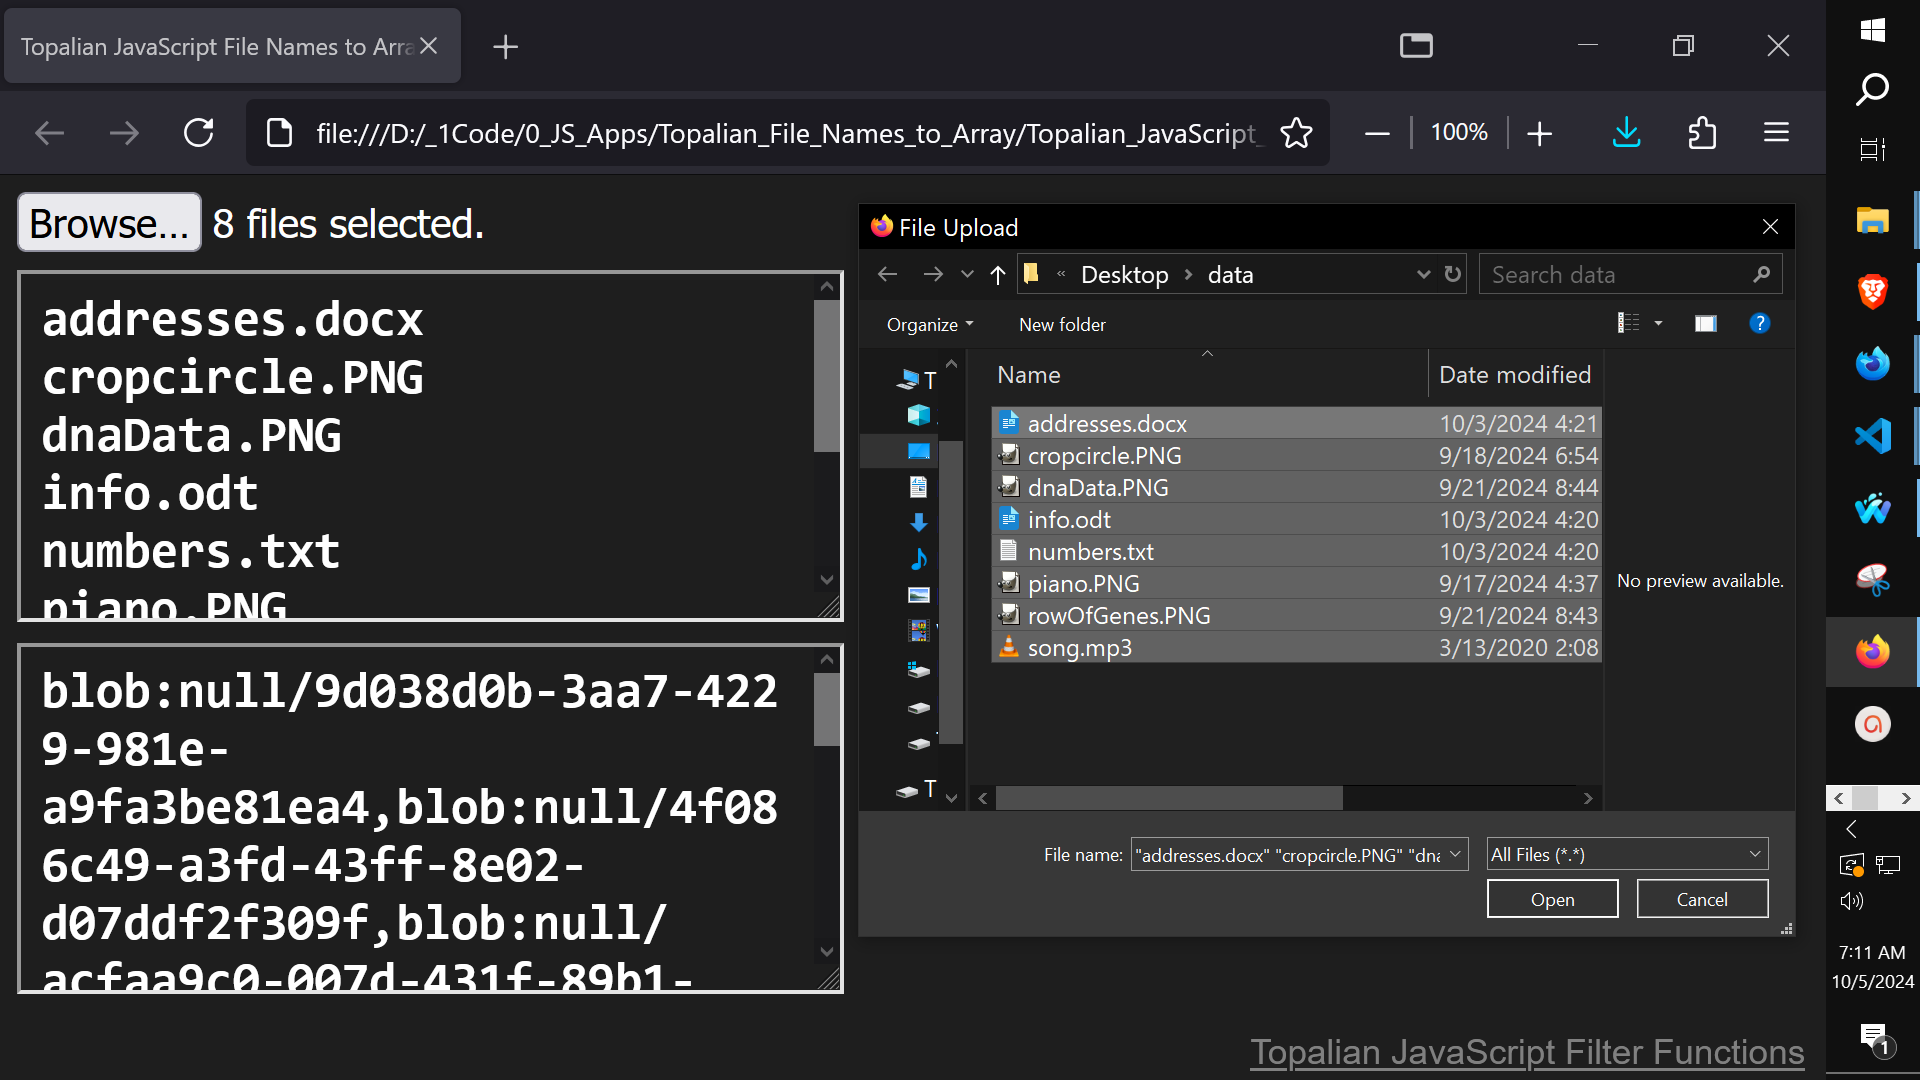 Topalian JavaScript File Names to Arra
file:///D:/_1Code/0_JS_Apps/Topalian_File_Names_to_Array/Topalian_JavaScript_
100%
Browse... 8 files selected.
addresses.docx
cropcircle.PNG
dnaData.PNG
info.odt
numbers.txt
piano.PNG
blob:null/9d038d0b-3aa7-422
9-981e-
a9fa3be81ea4,blob:null/4f08
6c49-a3fd-43ff-8e02-
d07ddf2f309f,blob:null/
acfaa9c0-007d-431f-89b1-
File Upload
« Desktop › data
Search data
Organize
New folder
T
T
Name Date modified
addresses.docx 10/3/2024 4:21
cropcircle.PNG 9/18/2024 6:54
dnaData.PNG 9/21/2024 8:44
info.odt 10/3/2024 4:20
numbers.txt 10/3/2024 4:20
piano.PNG 9/17/2024 4:37
rowOfGenes.PNG 9/21/2024 8:43
song.mp3 3/13/2020 2:08
No preview available.
File name: "addresses.docx" "cropcircle.PNG" "dna
All Files (*.*)
Open
Cancel
Topalian JavaScript Filter Functions
7:11 AM
10/5/2024
1